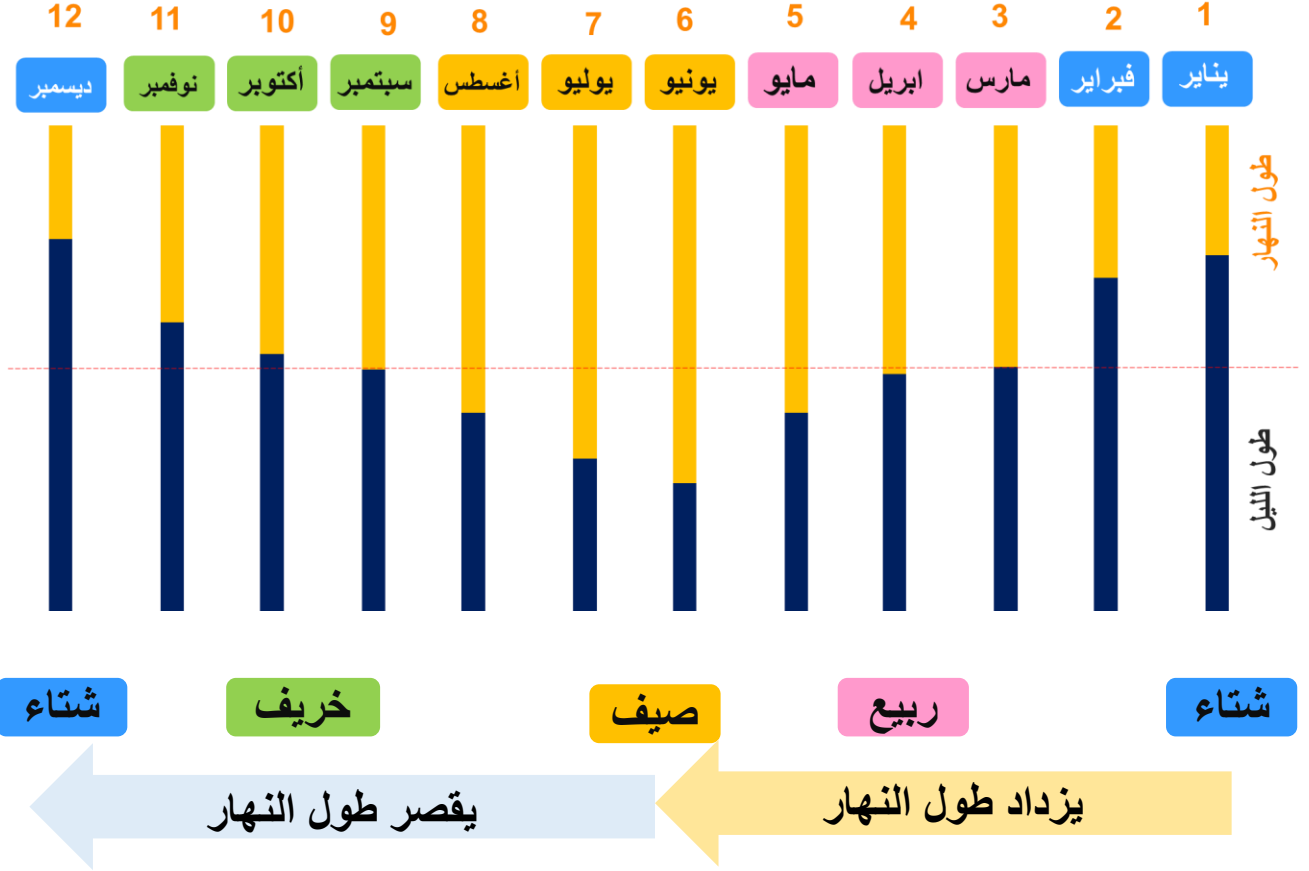 1 2 3 4 5 6 7 8 9 10 11 12
يناير فبراير مارس ابريل مايو يونيو يوليو أغسطس سبتمبر أكتوبر نوفمبر ديسمبر
طول النهار
طول الليل
شتاء ربيع صيف خريف شتاء
يزداد طول النهار يقصر طول النهار